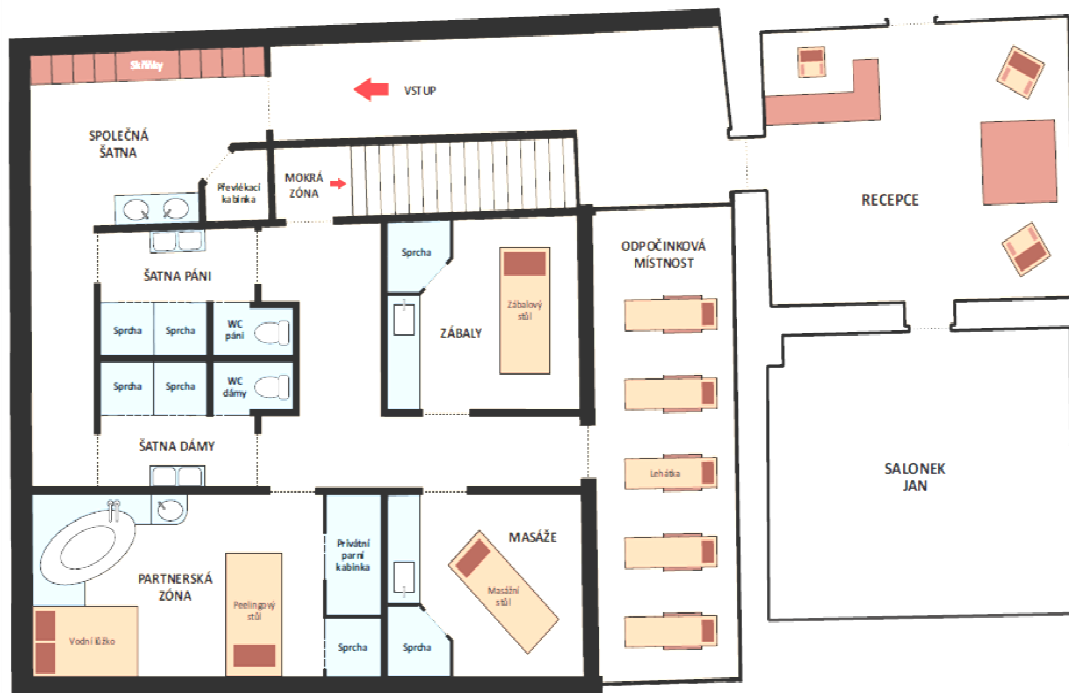 Skříňky
VSTUP
SPOLEČNÁ
ŠATNA
MOKRÁ
ZÓNA
Převlékací
kabinka
RECEPCE
ODPOČINKOVÁ
MÍSTNOST
Sprcha
ŠATNA PÁNI
Zábalový
stůl
ZÁBALY
Sprcha
Sprcha
WC
páni
Sprcha
Sprcha
WC
dámy
ŠATNA DÁMY
Lehátka
SALONEK
JAN
MASÁŽE
Privátní
parní
kabinka
PARTNERSKÁ
ZÓNA
Peelingový
stůl
Masážní
stůl
Vodní lůžko
Sprcha
Sprcha